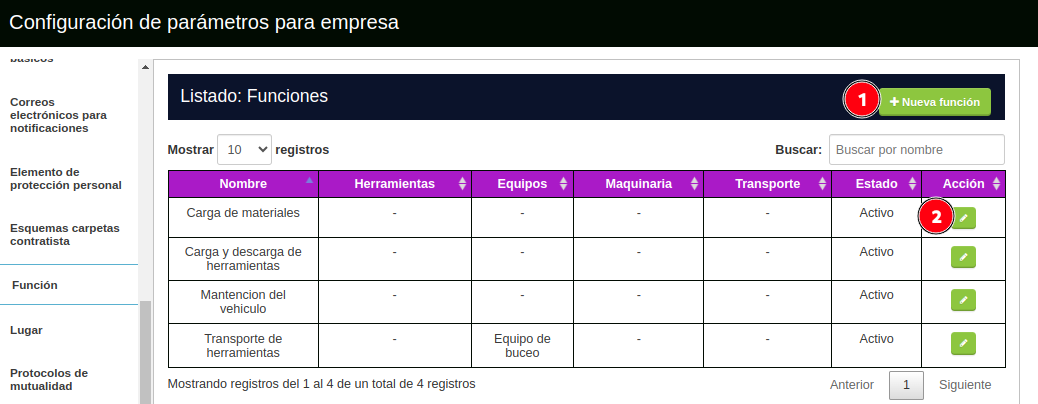 Configuración de parámetros para empresa
básicos
Correos
electrónicos para
notificaciones
Elemento de
protección personal
Esquemas carpetas
contratista
Función
Lugar
Protocolos de
mutualidad
Listado: Funciones
1
+ Nueva función
Mostrar 10 registros
Buscar: Buscar por nombre
Nombre Herramientas Equipos Maquinaria Transporte Estado Acción
Carga de materiales - - - - Activo 2
Carga y descarga de
herramientas - - - - Activo
Mantencion del
vehiculo - - - - Activo
Transporte de
herramientas - Equipo de
buceo - - Activo
Mostrando registros del 1 al 4 de un total de 4 registros
Anterior 1 Siguiente